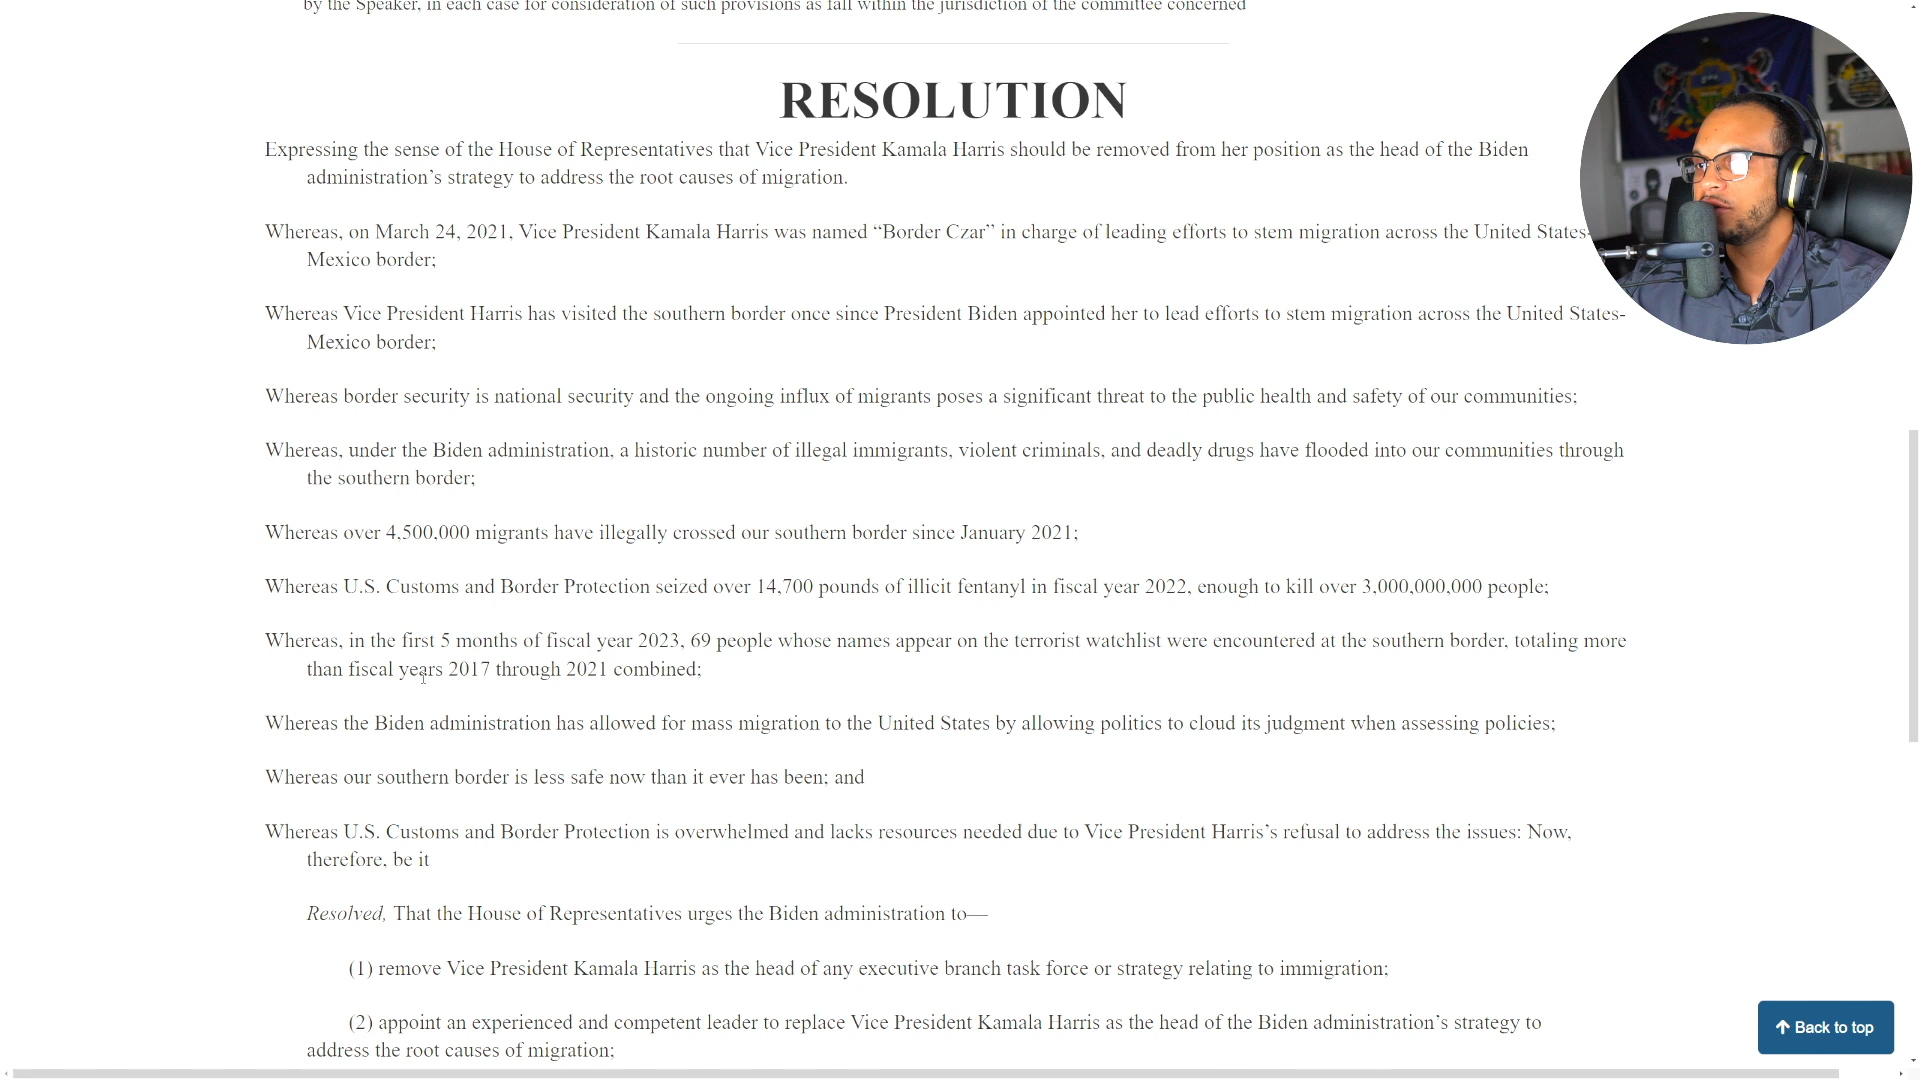 by the Speaker, in each case for consideration of such provisions as fall within the jurisdiction of the committee concerned
RESOLUTION
Expressing the sense of the House of Representatives that Vice President Kamala Harris should be removed from her position as the head of the Biden
administration’s strategy to address the root causes of migration.
Whereas, on March 24, 2021, Vice President Kamala Harris was named “Border Czar” in charge of leading efforts to stem migration across the United States-
Mexico border;
Whereas Vice President Harris has visited the southern border once since President Biden appointed her to lead efforts to stem migration across the United States-
Mexico border;
Whereas border security is national security and the ongoing influx of migrants poses a significant threat to the public health and safety of our communities;
Whereas, under the Biden administration, a historic number of illegal immigrants, violent criminals, and deadly drugs have flooded into our communities through
the southern border;
Whereas over 4,500,000 migrants have illegally crossed our southern border since January 2021;
Whereas U.S. Customs and Border Protection seized over 14,700 pounds of illicit fentanyl in fiscal year 2022, enough to kill over 3,000,000,000 people;
Whereas, in the first 5 months of fiscal year 2023, 69 people whose names appear on the terrorist watchlist were encountered at the southern border, totaling more
than fiscal years 2017 through 2021 combined;
Whereas the Biden administration has allowed for mass migration to the United States by allowing politics to cloud its judgment when assessing policies;
Whereas our southern border is less safe now than it ever has been; and
Whereas U.S. Customs and Border Protection is overwhelmed and lacks resources needed due to Vice President Harris’s refusal to address the issues: Now,
therefore, be it
Resolved, That the House of Representatives urges the Biden administration to—
(1) remove Vice President Kamala Harris as the head of any executive branch task force or strategy relating to immigration;
(2) appoint an experienced and competent leader to replace Vice President Kamala Harris as the head of the Biden administration’s strategy to
address the root causes of migration;
Back to top